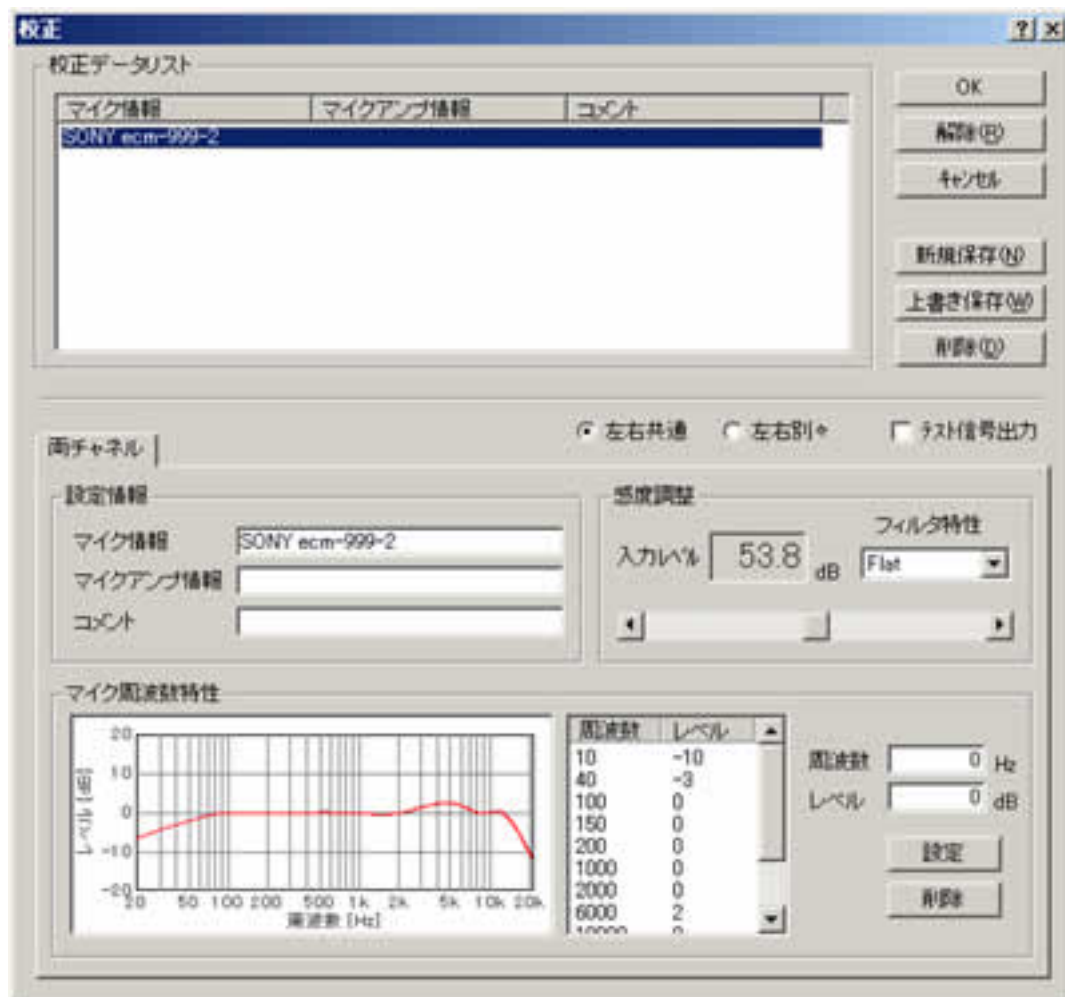 校正
校正データリスト
マイク情報 マイクアンプ情報 コメント
SONY ecm-999-2
OK
解除(R)
キャンセル
新規保存(N)
上書き保存(W)
削除(D)
左右共通 左右別々 テスト信号出力
両チャネル
設定情報
マイク情報 SONY ecm-999-2
マイクアンプ情報
コメント
感度調整
フィルタ特性
入力レベル 53.8 dB Flat
マイク周波数特性
レベル [dB]
20
10
0
-10
-20
20 50 100 200 500 1k 2k 5k 10k 20k
周波数 [Hz]
周波数 レベル
10 -10
40 -3
100 0
150 0
200 0
1000 0
2000 0
6000 2
10000 0
周波数 0 Hz
レベル 0 dB
設定
削除